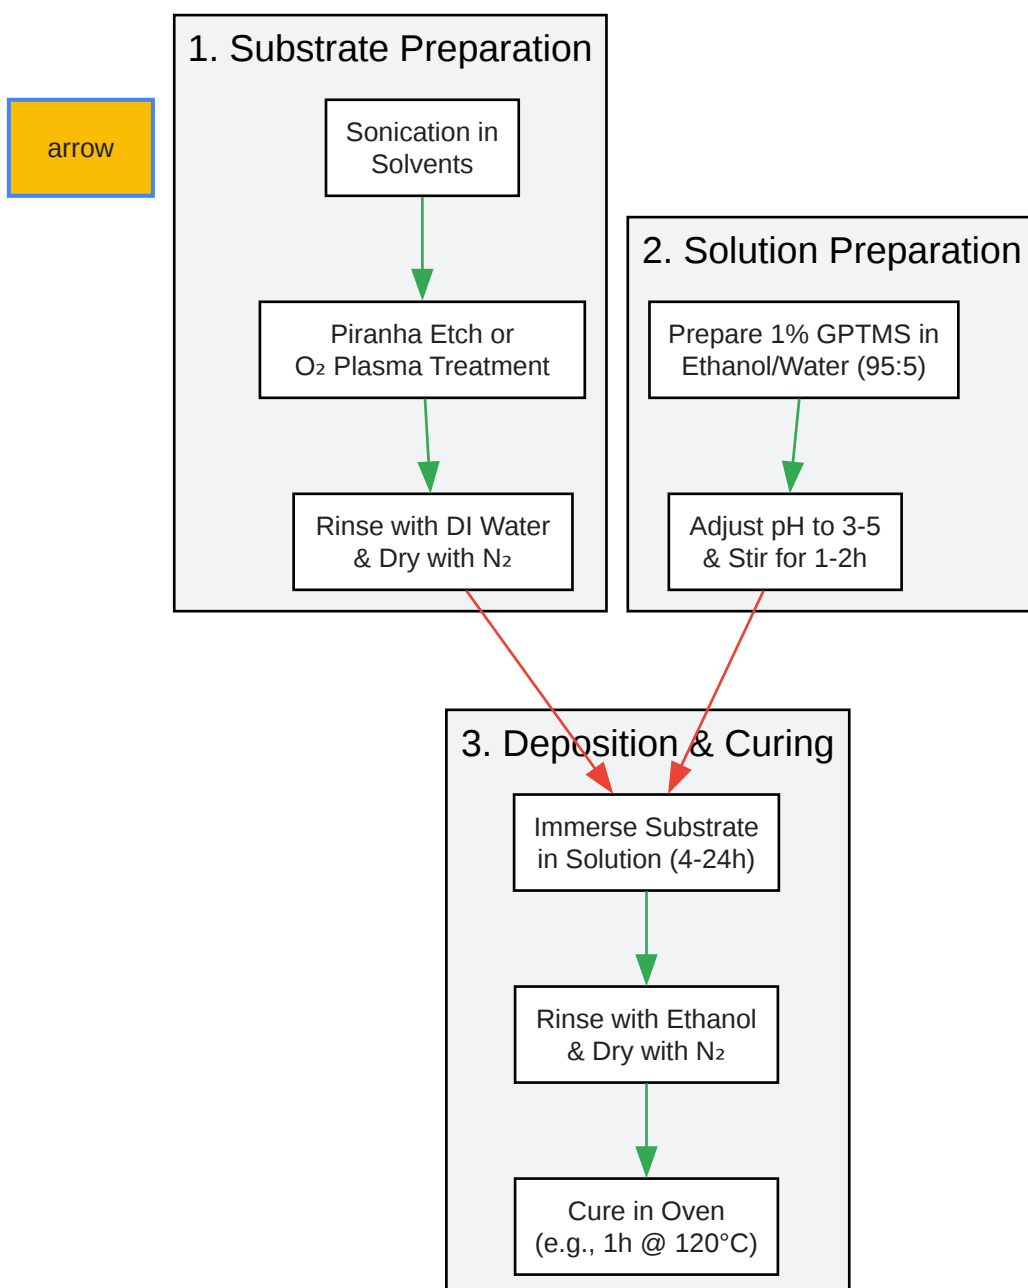 1. Substrate Preparation
arrow
Sonication in
Solvents
Piranha Etch or
O₂ Plasma Treatment
Rinse with DI Water
& Dry with N₂
2. Solution Preparation
Prepare 1% GPTMS in
Ethanol/Water (95:5)
Adjust pH to 3-5
& Stir for 1-2h
3. Deposition & Curing
Immerse Substrate
in Solution (4-24h)
Rinse with Ethanol
& Dry with N₂
Cure in Oven
(e.g., 1h @ 120°C)